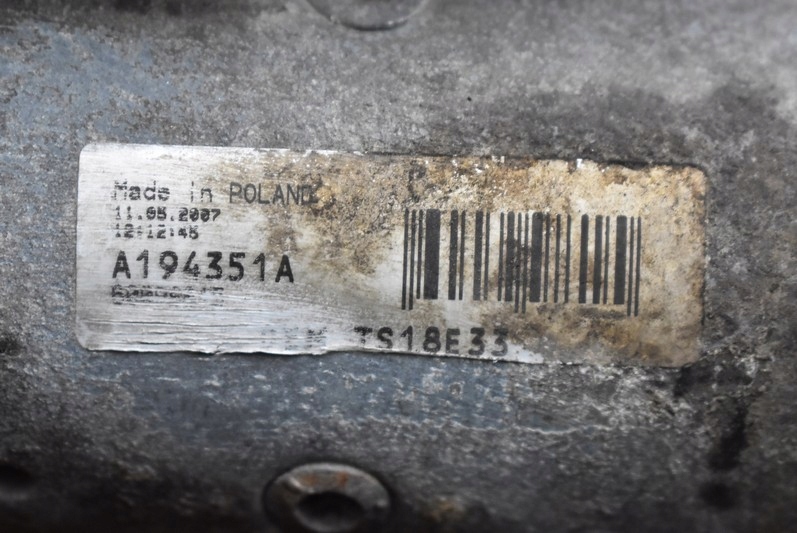 Made in POLAND
11.05.2007
12:12:45
A194351A
TS18E33